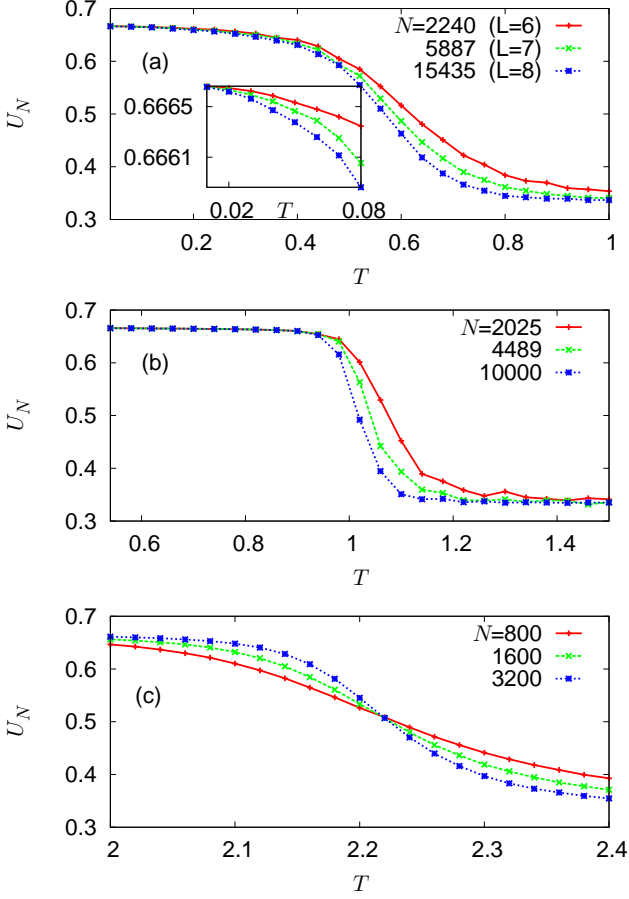 0.7
0.6
0.5
0.4
0.3
U_N
(a)
N=2240 (L=6)
5887 (L=7)
15435 (L=8)
0.6665
0.6661
0.02
T
0.08
0.2
0.4
0.6
0.8
1
T
0.7
0.6
0.5
0.4
0.3
U_N
(b)
N=2025
4489
10000
0.6
0.8
1
1.2
1.4
T
0.7
0.6
0.5
0.4
0.3
U_N
(c)
N=800
1600
3200
2
2.1
2.2
2.3
2.4
T